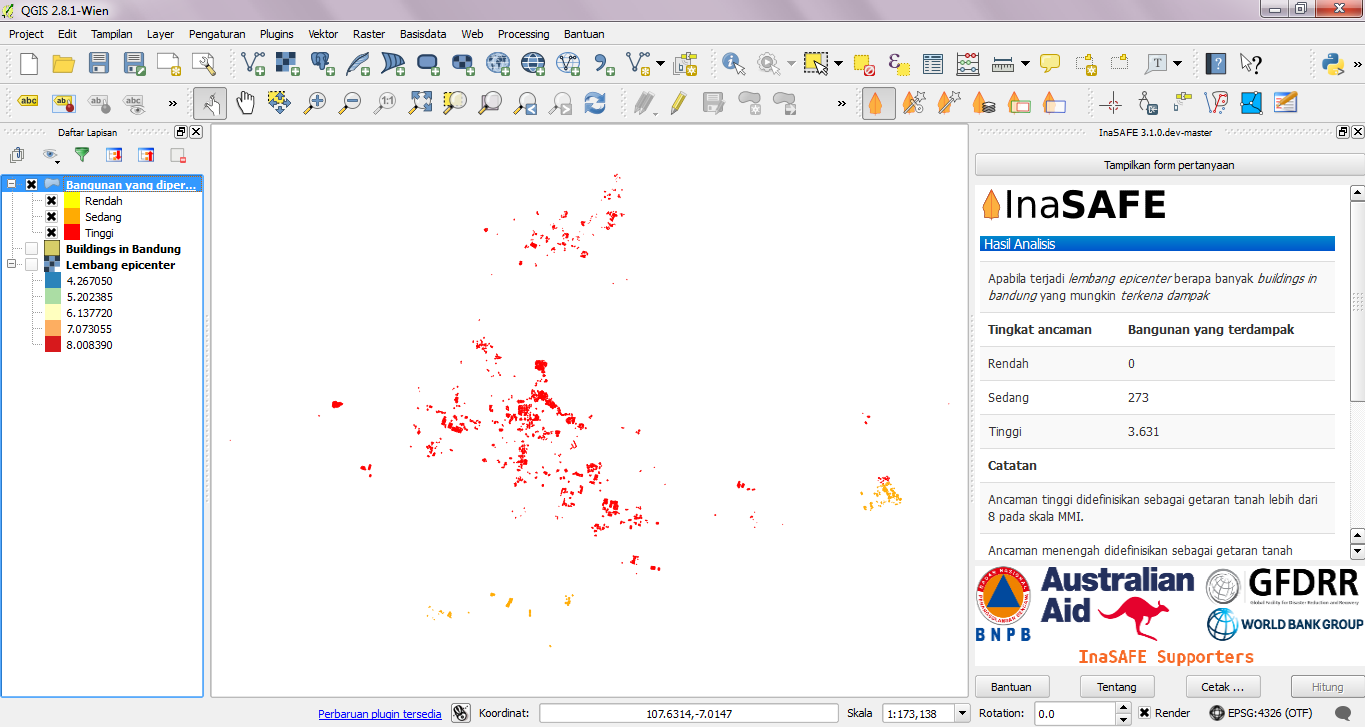 QGIS 2.8.1-Wien
Project Edit Tampilan Layer Pengaturan Plugins Vektor Raster Basisdata Web Processing Bantuan
Daftar Lapisan
Bangunan yang diper...
Rendah
Sedang
Tinggi
Buildings in Bandung
Lembang epicenter
4.267050
5.202385
6.137720
7.073055
8.008390
InaSAFE 3.1.0.dev-master
Tampilkan form pertanyaan
InaSAFE
Hasil Analisis
Apabila terjadi lembang epicenter berapa banyak buildings in
bandung yang mungkin terkena dampak
Tingkat ancaman Bangunan yang terdampak
Rendah 0
Sedang 273
Tinggi 3.631
Catatan
Ancaman tinggi didefinisikan sebagai getaran tanah lebih dari
8 pada skala MMI.
Ancaman menengah didefinisikan sebagai getaran tanah
BNPB
Australian
Aid
GFDRR
Global Facility for Disaster Reduction and Recovery
WORLD BANK GROUP
InaSAFE Supporters
Bantuan Tentang Cetak ... Hitung
Perbaruan plugin tersedia Koordinat: 107.6314,-7.0147 Skala 1:173,138 Rotation: 0.0 Render EPSG:4326 (OTF)